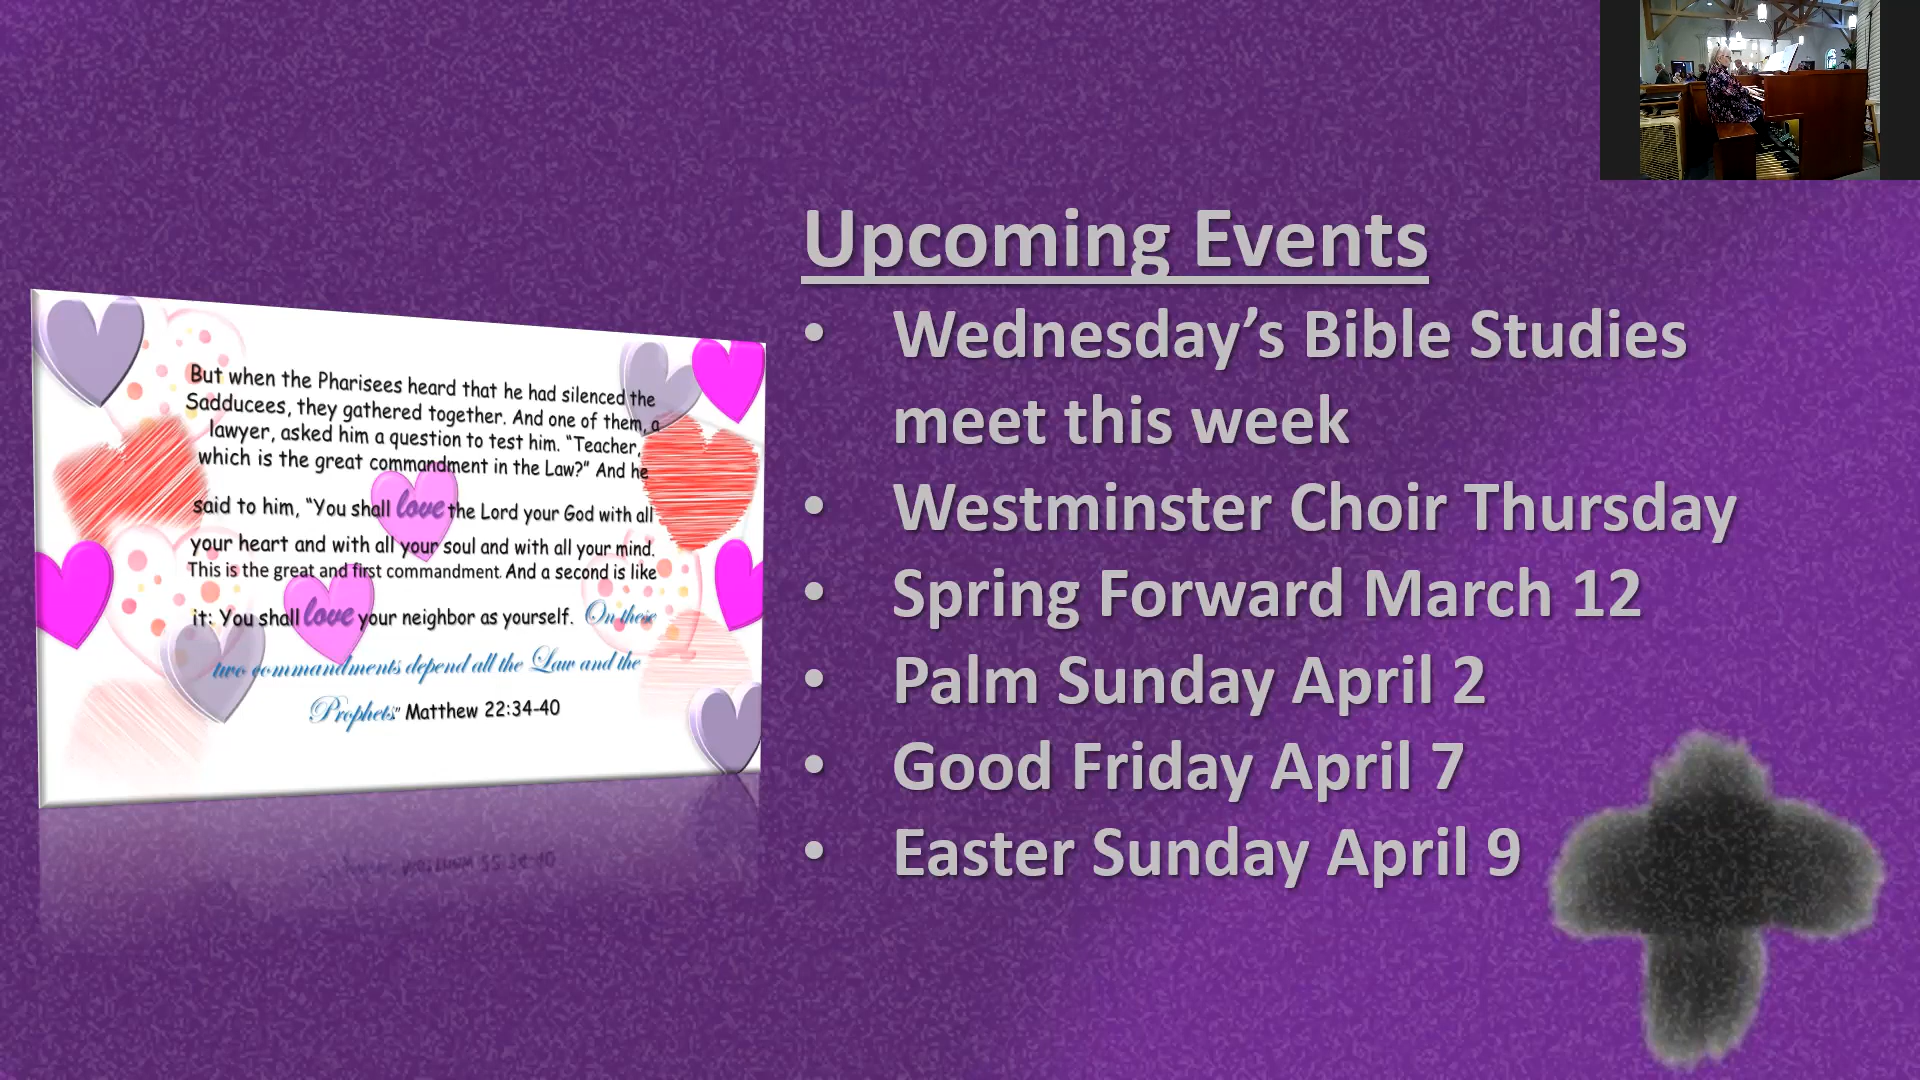 Upcoming Events
• Wednesday’s Bible Studies
meet this week
• Westminster Choir Thursday
• Spring Forward March 12
• Palm Sunday April 2
• Good Friday April 7
• Easter Sunday April 9
But when the Pharisees heard that he had silenced the
Sadducees, they gathered together. And one of them, a
lawyer, asked him a question to test him. “Teacher,
which is the great commandment in the Law?” And he
said to him, “You shall love the Lord your God with all
your heart and with all your soul and with all your mind.
This is the great and first commandment. And a second is like
it: You shall love your neighbor as yourself. On these
two commandments depend all the Law and the
Prophets” Matthew 22:34-40